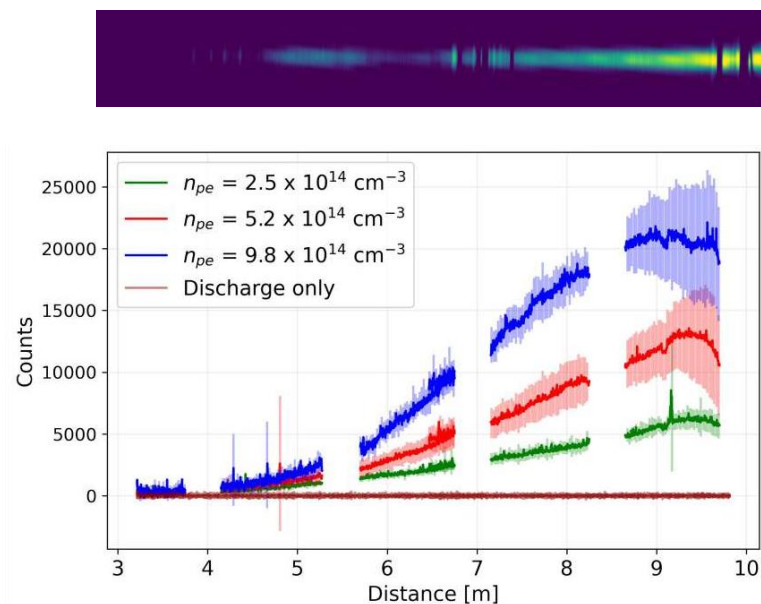 n_pe = 2.5 x 10^14 cm^−3
n_pe = 5.2 x 10^14 cm^−3
n_pe = 9.8 x 10^14 cm^−3
Discharge only
25000
20000
15000
10000
5000
0
Counts
3 4 5 6 7 8 9 10
Distance [m]